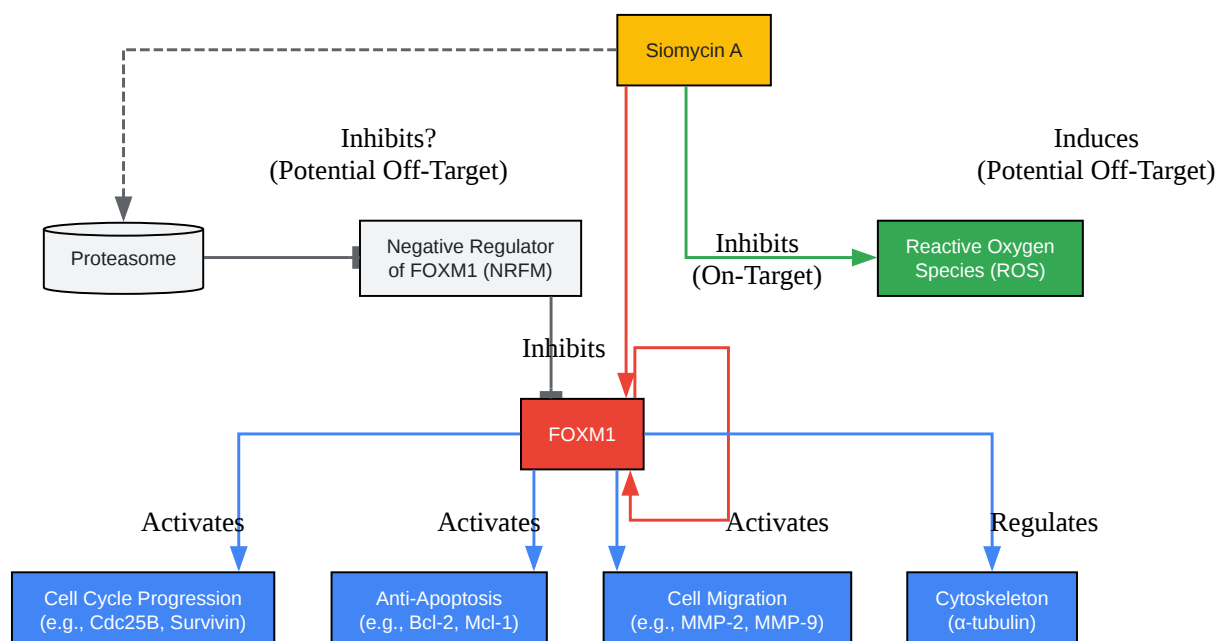 Siomycin A
Inhibits?
(Potential Off-Target)
Induces
(Potential Off-Target)
Proteasome
Negative Regulator
of FOXM1 (NRFM)
Inhibits
(On-Target)
Reactive Oxygen
Species (ROS)
Inhibits
FOXM1
Activates
Activates
Activates
Regulates
Cell Cycle Progression
(e.g., Cdc25B, Survivin)
Anti-Apoptosis
(e.g., Bcl-2, Mcl-1)
Cell Migration
(e.g., MMP-2, MMP-9)
Cytoskeleton
(α-tubulin)